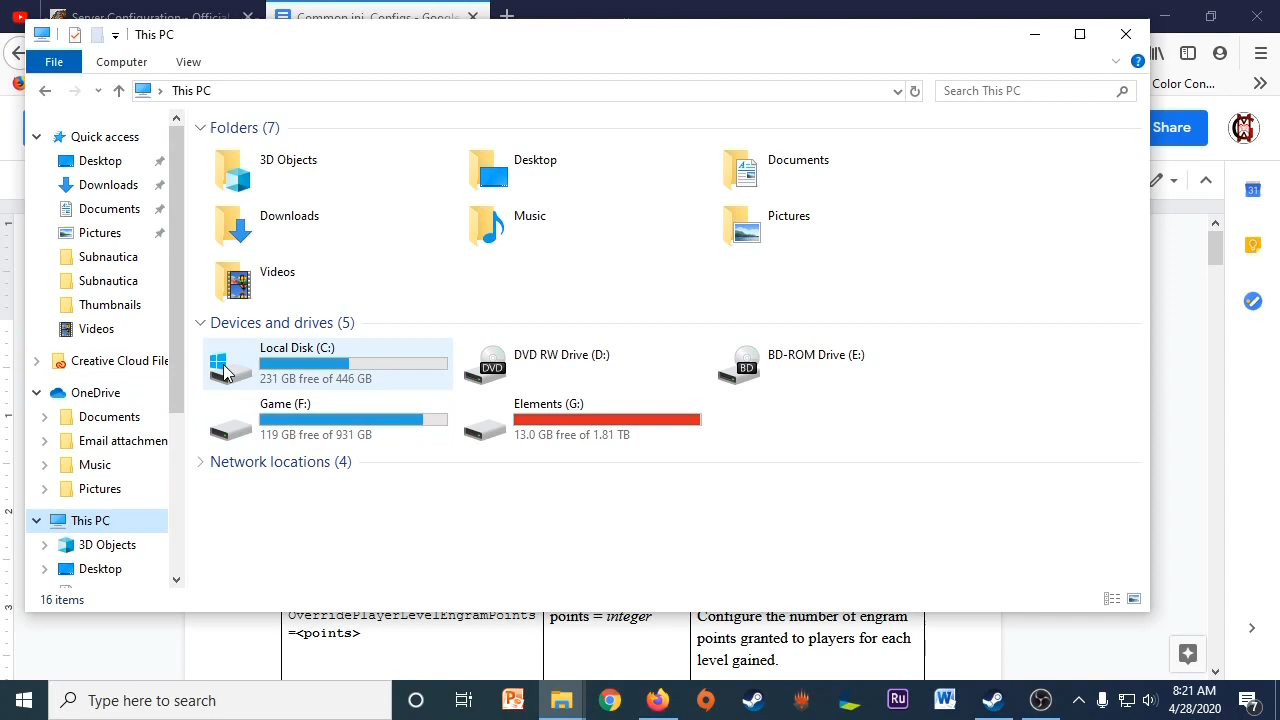 Server Configuration - Official
Common ini. Configs - Google
This PC
File
Computer
View
This PC
Search This PC
Color Con...
Share
Quick access
Desktop
Downloads
Documents
Pictures
Subnautica
Subnautica
Thumbnails
Videos
Creative Cloud File
OneDrive
Documents
Email attachmen
Music
Pictures
This PC
3D Objects
Desktop
Folders (7)
3D Objects
Desktop
Documents
Downloads
Music
Pictures
Videos
Devices and drives (5)
Local Disk (C:)
231 GB free of 446 GB
DVD RW Drive (D:)
DVD
BD-ROM Drive (E:)
BD
Game (F:)
119 GB free of 931 GB
Elements (G:)
13.0 GB free of 1.81 TB
Network locations (4)
16 items
31
OverridePlayerLevelEngramPoints
=<points>
points = integer
Configure the number of engram
points granted to players for each
level gained.
Type here to search
Ru
8:21 AM
4/28/2020
7